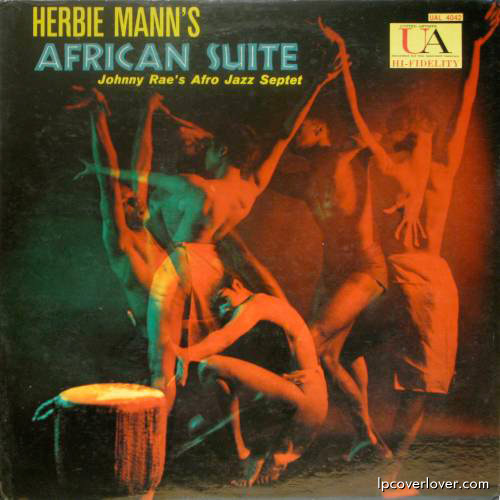 HERBIE MANN'S
UAL 4042
AFRICAN SUITE
UA
Johnny Rae's Afro Jazz Septet
HI-FIDELITY
lpcoverlover.com